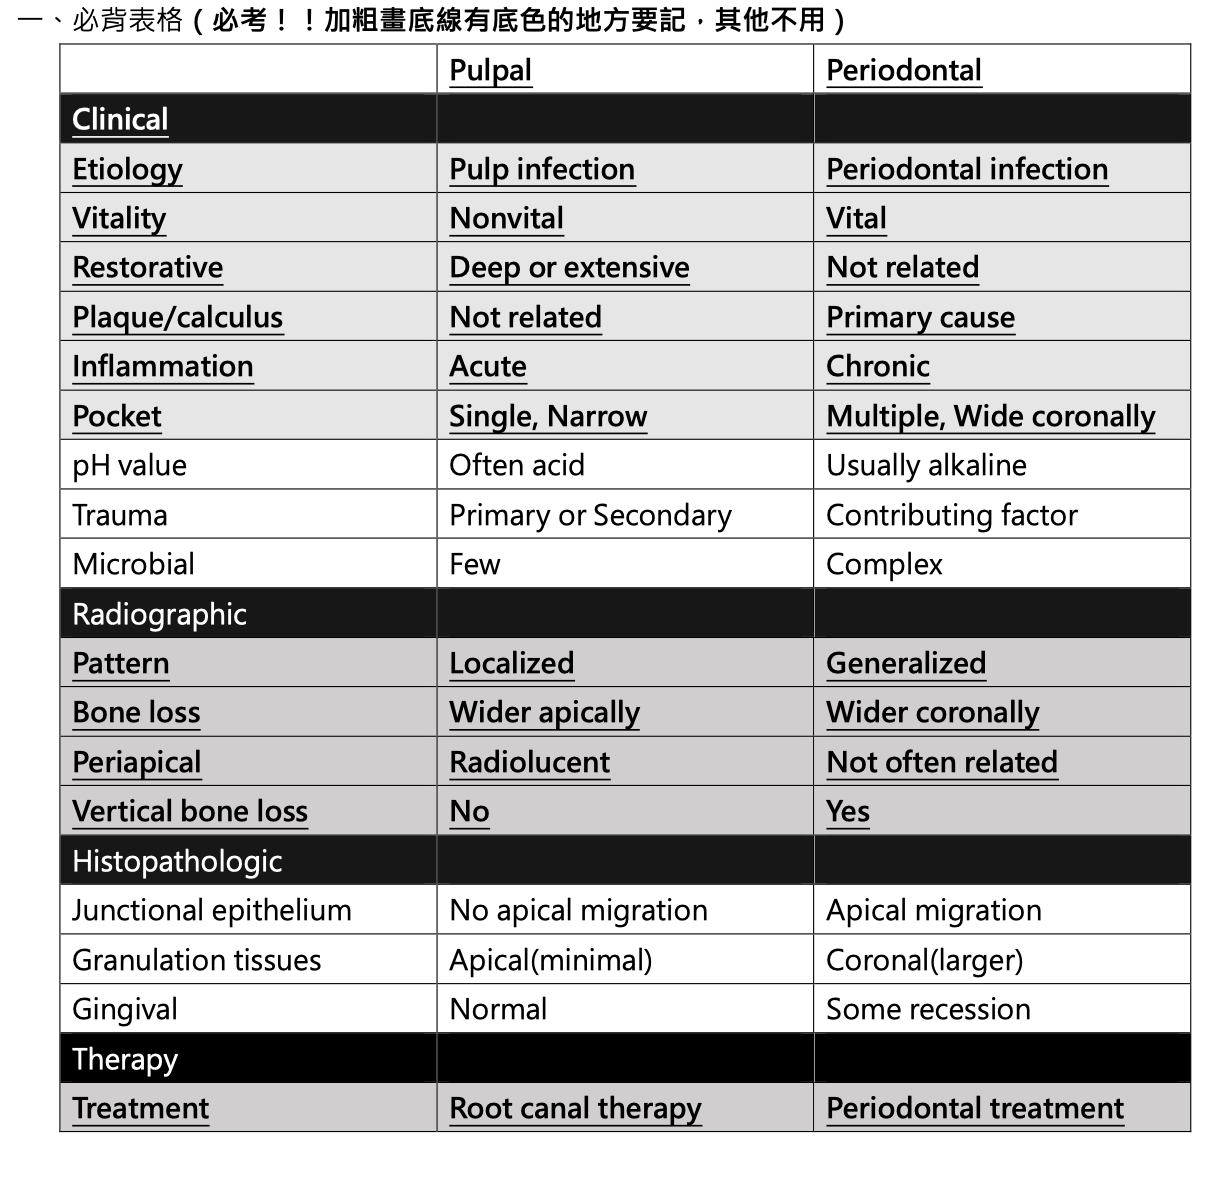 一、必背表格（必考！！加粗畫底線有底色的地方要記，其他不用）
Pulpal Periodontal
Clinical
Etiology Pulp infection Periodontal infection
Vitality Nonvital Vital
Restorative Deep or extensive Not related
Plaque/calculus Not related Primary cause
Inflammation Acute Chronic
Pocket Single, Narrow Multiple, Wide coronally
pH value Often acid Usually alkaline
Trauma Primary or Secondary Contributing factor
Microbial Few Complex
Radiographic
Pattern Localized Generalized
Bone loss Wider apically Wider coronally
Periapical Radiolucent Not often related
Vertical bone loss No Yes
Histopathologic
Junctional epithelium No apical migration Apical migration
Granulation tissues Apical(minimal) Coronal(larger)
Gingival Normal Some recession
Therapy
Treatment Root canal therapy Periodontal treatment